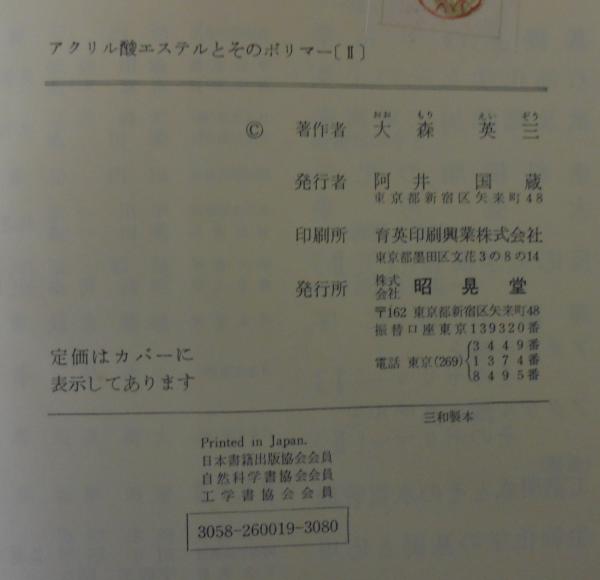 アクリル酸エステルとそのポリマー〔Ⅱ〕
おお もり えい ぞう
© 著作者 大森英三
発行者 阿井国蔵
東京都新宿区矢来町48
印刷所 育英印刷興業株式会社
東京都墨田区文花3の8の14
発行所 株式会社 昭晃堂
〒162 東京都新宿区矢来町48
振替口座東京139320番
電話 東京(269) 3449番
1374番
8495番
定価はカバーに
表示してあります
三和製本
Printed in Japan.
日本書籍出版協会会員
自然科学書協会会員
工学書協会会員
3058-260019-3080